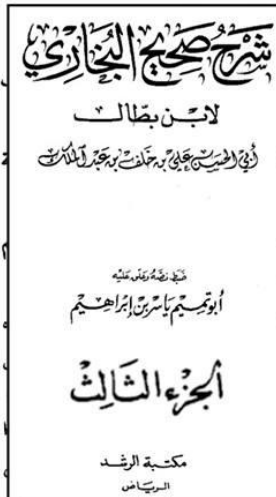 شرح صحيح البخاري
لابن بطال
أبي الحسن علي بن خلف بن عبد الملك
ضبط نصه وعلق عليه
أبو تميم ياسر بن إبراهيم
الجزء الثالث
مكتبة الرشد
الرياض